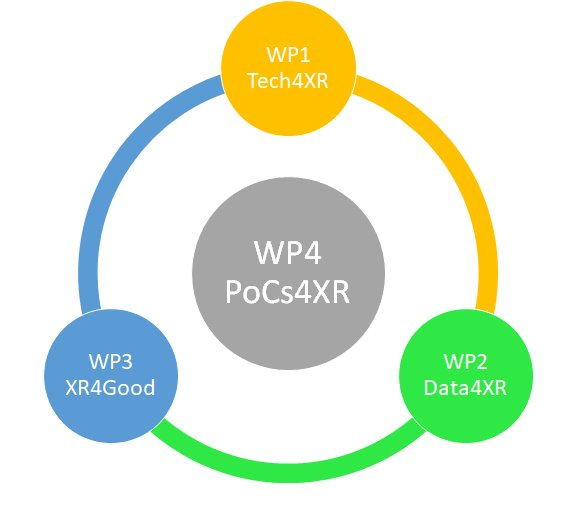 WP1
Tech4XR
WP4
PoCs4XR
WP3
XR4Good
WP2
Data4XR